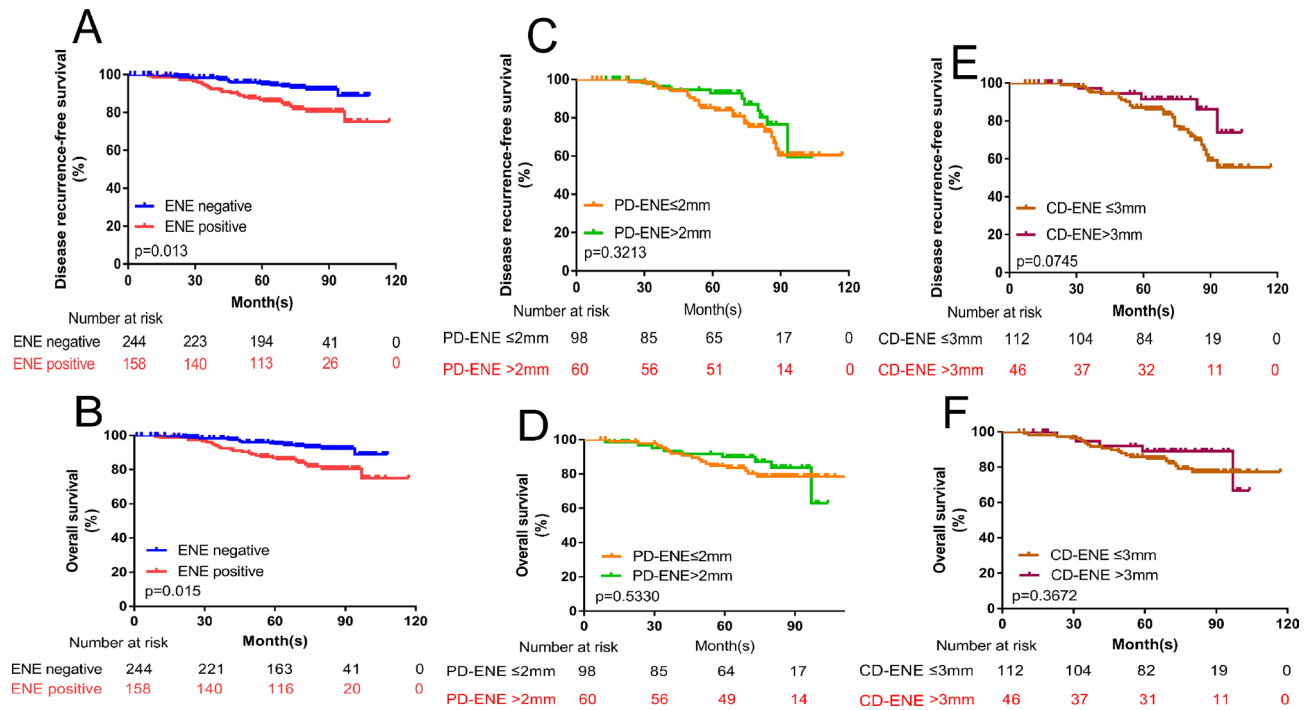 A
Disease recurrence-free survival
(%)
100
80
60
40
80
100
ENE negative
ENE positive
p=0.013
0
30
60
90
120
Month(s)
Number at risk
ENE negative 244 223 194 41 0
ENE positive 158 140 113 26 0
C
Disease recurrence-free survival
(%)
100
80
60
40
80
100
PD-ENE≤2mm
PD-ENE>2mm
p=0.3213
0
30
60
90
120
Month(s)
Number at risk
PD-ENE ≤2mm 98 85 65 17 0
PD-ENE >2mm 60 56 51 14 0
E
Disease recurrence-free survival
(%)
100
80
60
40
80
100
CD-ENE ≤3mm
CD-ENE>3mm
p=0.0745
0
30
60
90
120
Month(s)
Number at risk
CD-ENE ≤3mm 112 104 84 19 0
CD-ENE >3mm 46 37 32 11 0
B
Overall survival
(%)
100
80
60
40
80
100
ENE negative
ENE positive
p=0.015
0
30
60
90
120
Month(s)
Number at risk
ENE negative 244 221 163 41 0
ENE positive 158 140 116 20 0
D
Overall survival
(%)
100
80
60
40
80
100
PD-ENE≤2mm
PD-ENE>2mm
p=0.5330
0
30
60
90
Month(s)
Number at risk
PD-ENE ≤2mm 98 85 64 17
PD-ENE >2mm 60 56 49 14
F
Overall survival
(%)
100
80
60
40
80
100
CD-ENE ≤3mm
CD-ENE >3mm
p=0.3672
0
30
60
90
120
Month(s)
Number at risk
CD-ENE ≤3mm 112 104 82 19 0
CD-ENE >3mm 46 37 31 11 0